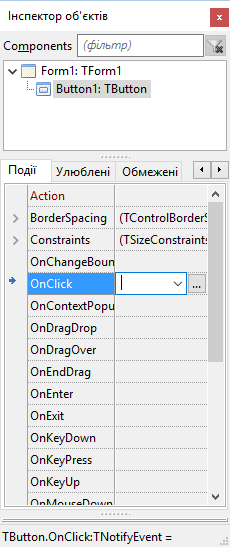 Інспектор об'єктів
Components (фільтр)
Form1: TForm1
Button1: TButton
Події Улюблені Обмежені
Action
BorderSpacing (TControlBorderS
Constraints (TSizeConstraints
OnChangeBoun
OnClick ...
OnContextPopu
OnDragDrop
OnDragOver
OnEndDrag
OnEnter
OnExit
OnKeyDown
OnKeyPress
OnKeyUp
OnMouseDown
TButton.OnClick:TNotifyEvent =